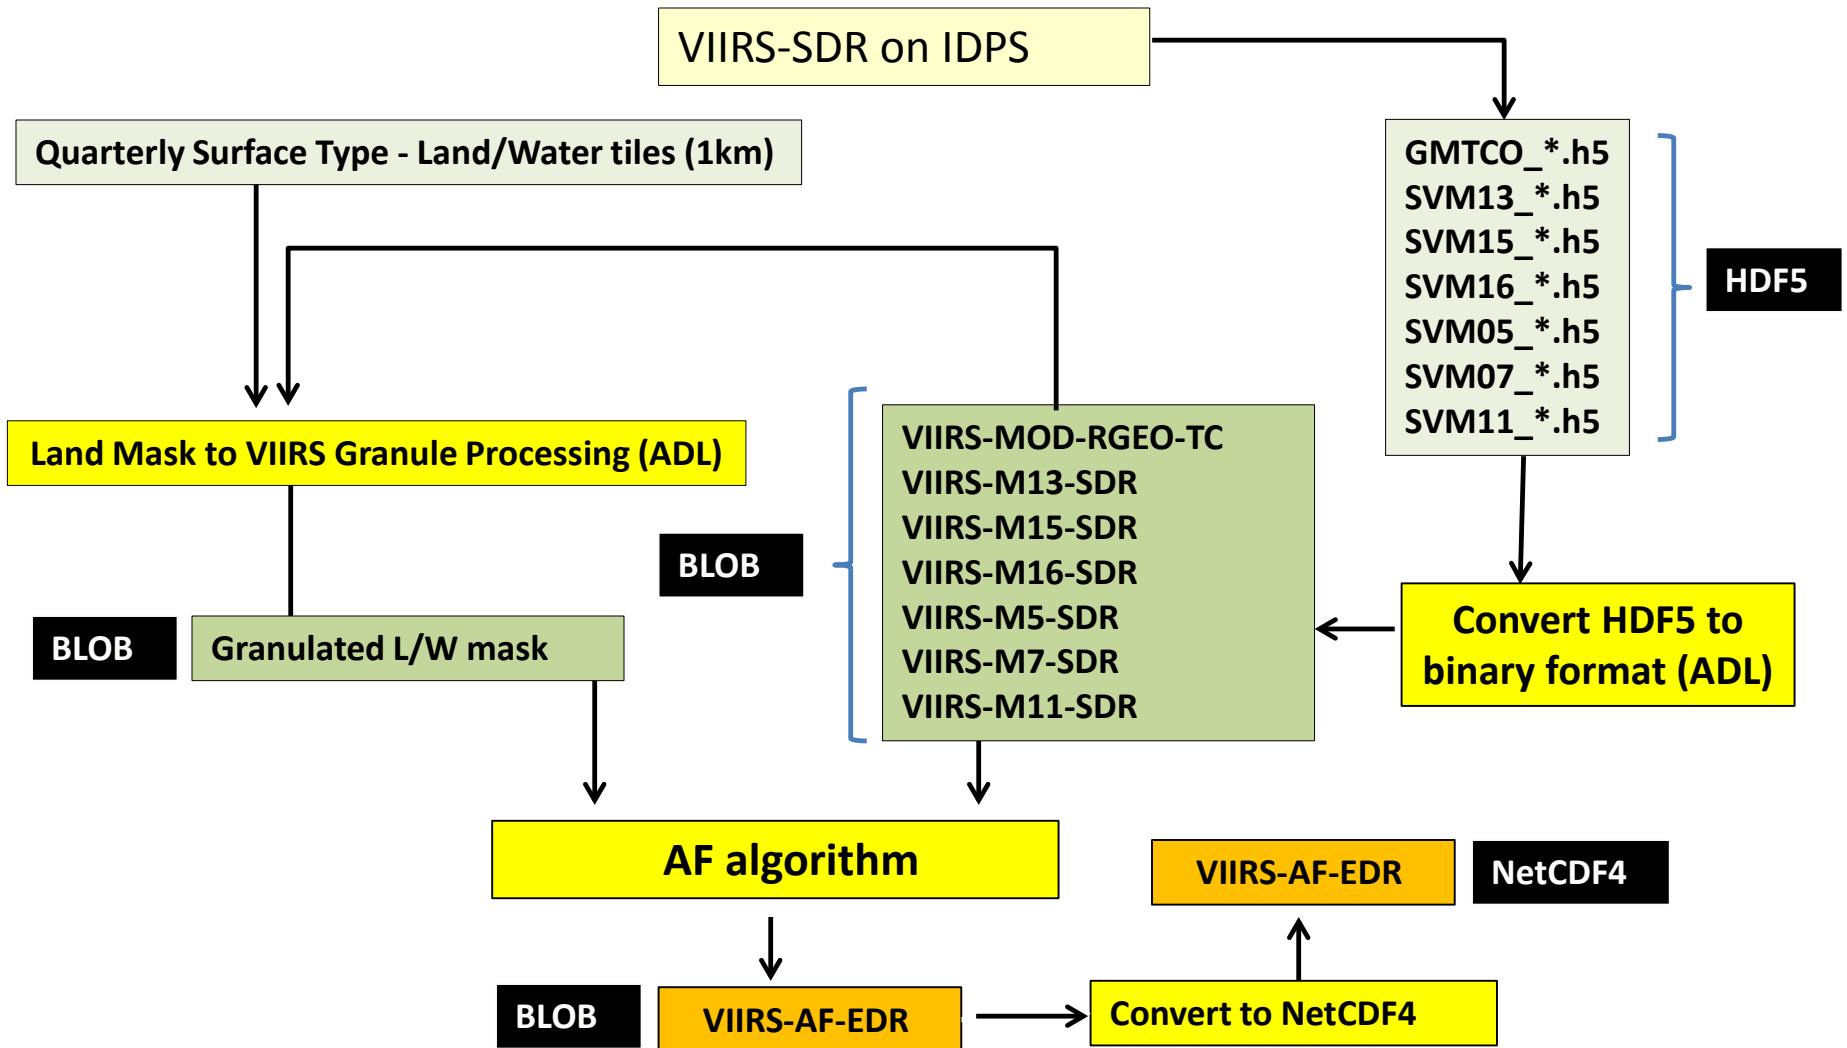 VIIRS-SDR on IDPS
Quarterly Surface Type - Land/Water tiles (1km)
GMTCO_*.h5
SVM13_*.h5
SVM15_*.h5
SVM16_*.h5
SVM05_*.h5
SVM07_*.h5
SVM11_*.h5
HDF5
Land Mask to VIIRS Granule Processing (ADL)
VIIRS-MOD-RGEO-TC
VIIRS-M13-SDR
VIIRS-M15-SDR
VIIRS-M16-SDR
VIIRS-M5-SDR
VIIRS-M7-SDR
VIIRS-M11-SDR
BLOB
Convert HDF5 to
binary format (ADL)
BLOB
Granulated L/W mask
AF algorithm
VIIRS-AF-EDR
NetCDF4
BLOB
VIIRS-AF-EDR
Convert to NetCDF4